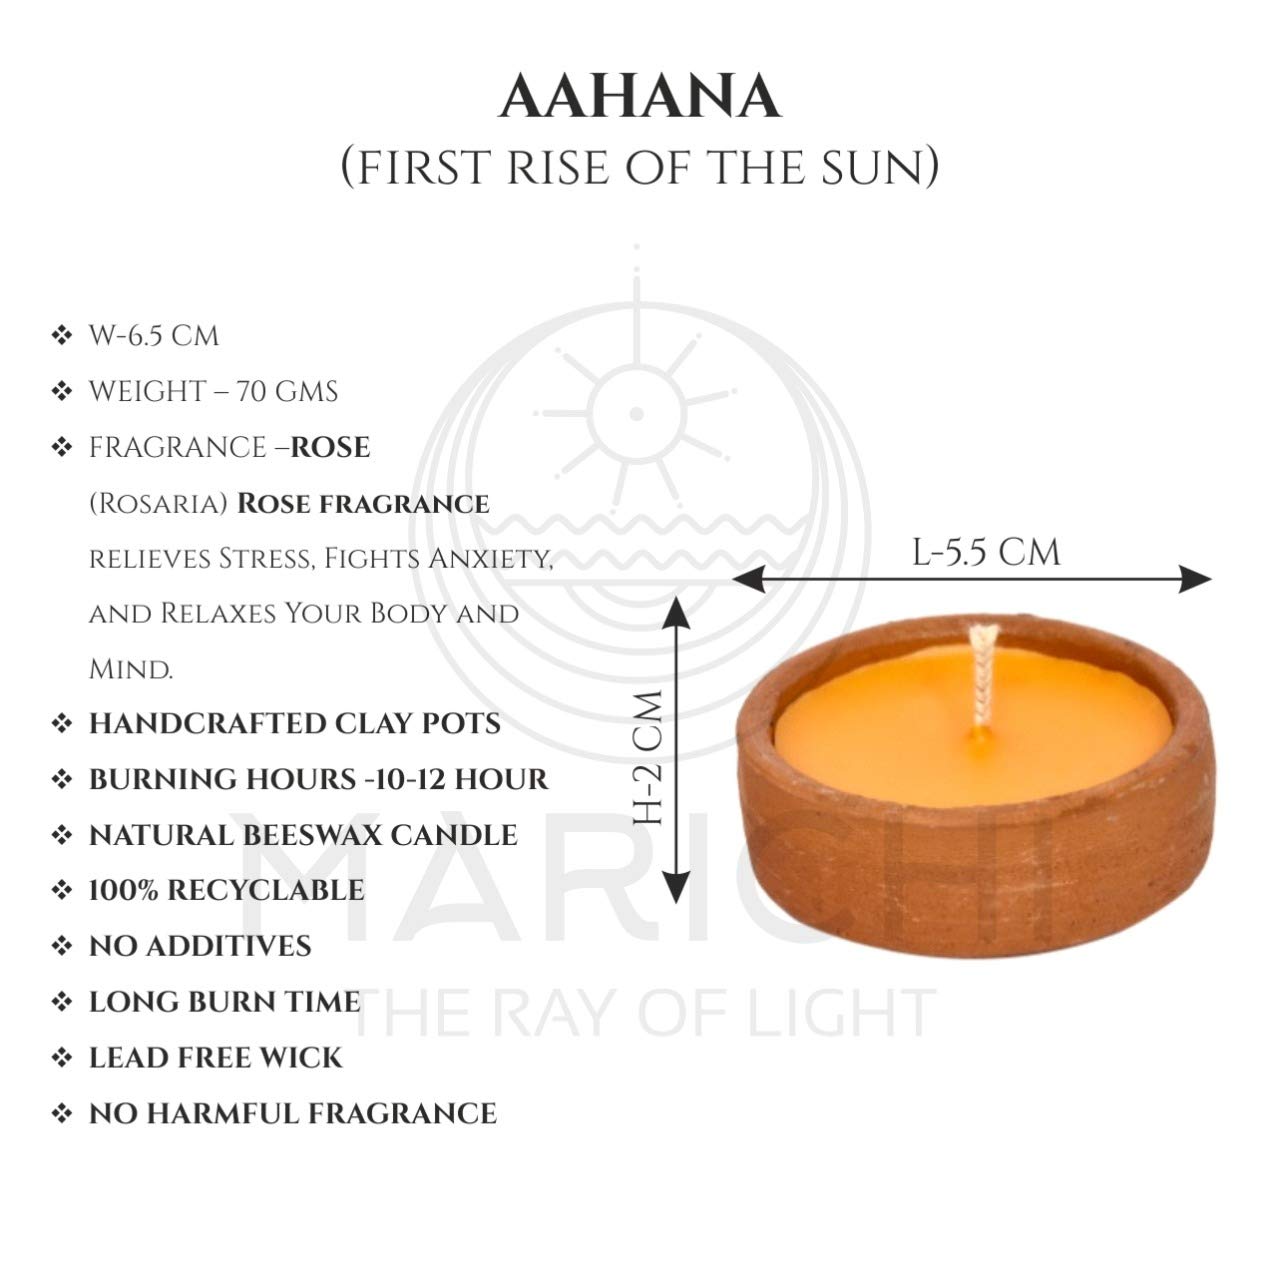 AAHANA
(FIRST RISE OF THE SUN)
❖ W-6.5 CM
❖ WEIGHT – 70 GMS
❖ FRAGRANCE –ROSE
(ROSARIA) ROSE FRAGRANCE
RELIEVES STRESS, FIGHTS ANXIETY,
AND RELAXES YOUR BODY AND
MIND.
❖ HANDCRAFTED CLAY POTS
❖ BURNING HOURS -10-12 HOUR
❖ NATURAL BEESWAX CANDLE
❖ 100% RECYCLABLE
❖ NO ADDITIVES
❖ LONG BURN TIME
❖ LEAD FREE WICK
❖ NO HARMFUL FRAGRANCE
L-5.5 CM
H-2 CM
MARICHI
THE RAY OF LIGHT